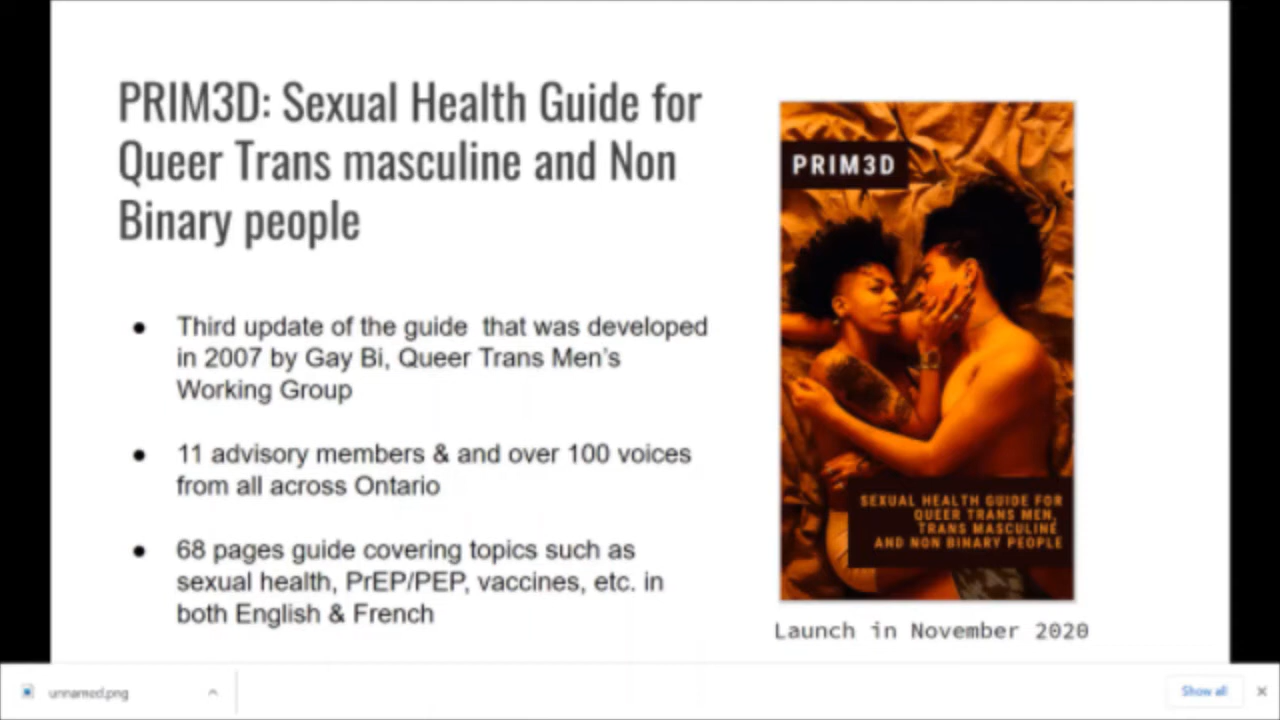 PRIM3D: Sexual Health Guide for
Queer Trans masculine and Non
Binary people
● Third update of the guide  that was developed
in 2007 by Gay Bi, Queer Trans Men's
Working Group
● 11 advisory members & and over 100 voices
from all across Ontario
● 68 pages guide covering topics such as
sexual health, PrEP/PEP, vaccines, etc. in
both English & French
PRIM3D
SEXUAL HEALTH GUIDE FOR
QUEER TRANS MEN,
TRANS MASCULINE
AND NON BINARY PEOPLE
Launch in November 2020
unnamed.png
Show all